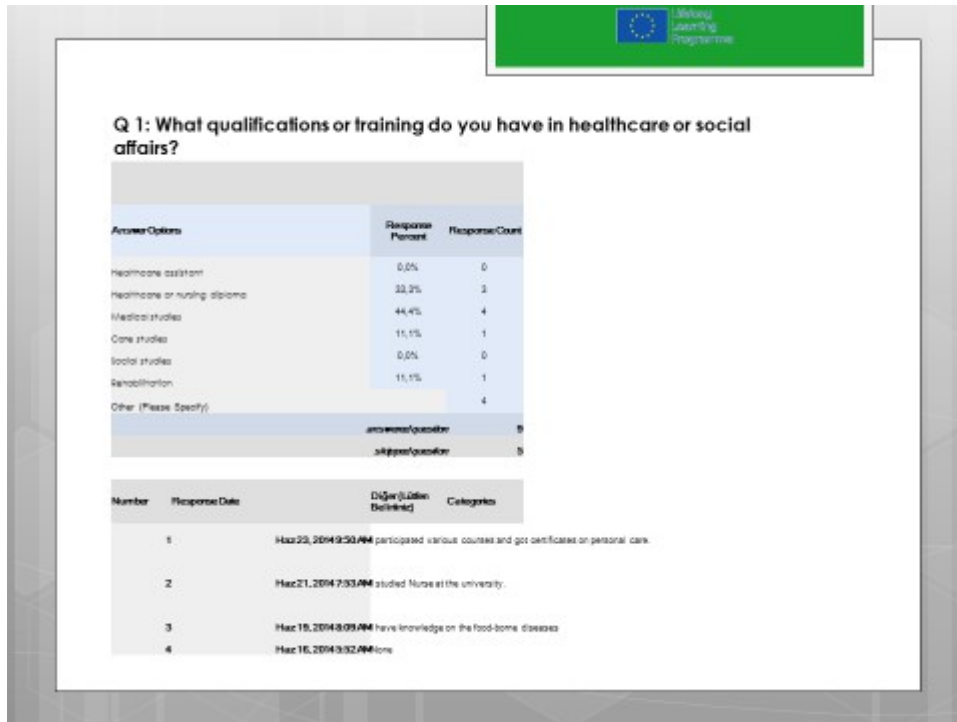 Lifelong
Learning
Programme
Q 1: What qualifications or training do you have in healthcare or social
affairs?
Answer Options Response Percent Response Count
Healthcare assistant 0,0% 0
Healthcare or nursing diploma 33,3% 3
Medical studies 44,4% 4
Care studies 11,1% 1
Social studies 0,0% 0
Rehabilitation 11,1% 1
Other (Please Specify) 4
answered question 9
skipped question 5
Number Response Date Diğer (Lütfen Belirtiniz) Categories
1 Haz 23, 2014 9:50 AM participated various courses and got certificates on personal care.
2 Haz 21, 2014 7:53 AM studied Nurse at the university.
3 Haz 19, 2014 8:09 AM have knowledge on the food-borne diseases
4 Haz 16, 2014 5:52 AM None